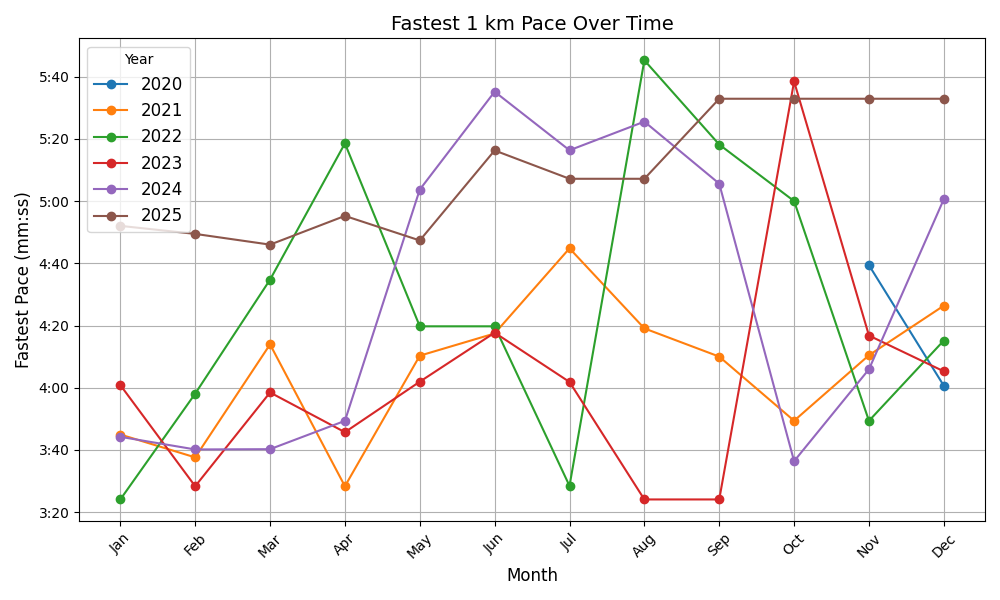 Fastest 1 km Pace Over Time
Year
2020
2021
2022
2023
2024
2025
Fastest Pace (mm:ss)
5:40
5:20
5:00
4:40
4:20
4:00
3:40
3:20
Jan Feb Mar Apr May Jun Jul Aug Sep Oct Nov Dec
Month